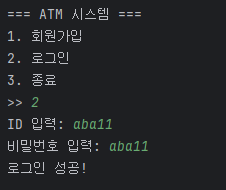 === ATM 시스템 ===
1. 회원가입
2. 로그인
3. 종료
>> 2
ID 입력: aba11
비밀번호 입력: aba11
로그인 성공!